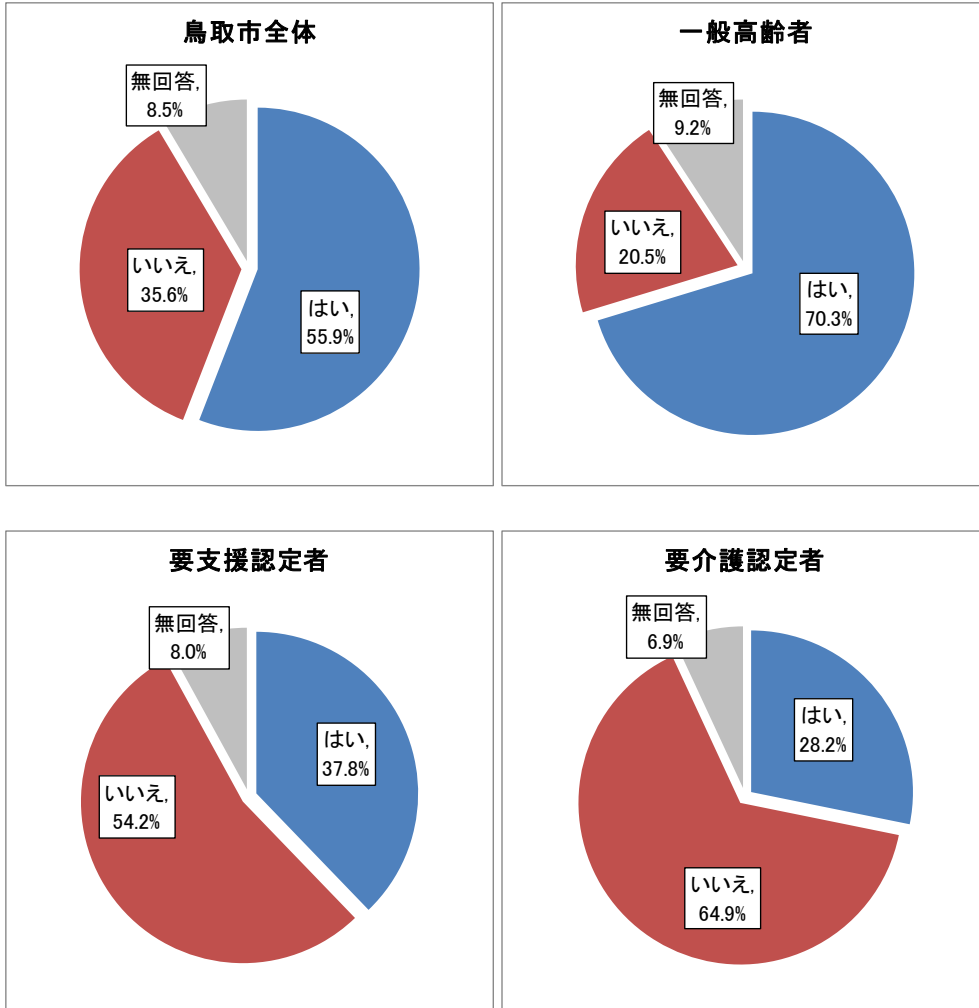 鳥取市全体
無回答,
8.5%
いいえ,
35.6%
はい,
55.9%
一般高齢者
無回答,
9.2%
いいえ,
20.5%
はい,
70.3%
要支援認定者
無回答,
8.0%
はい,
37.8%
いいえ,
54.2%
要介護認定者
無回答,
6.9%
はい,
28.2%
いいえ,
64.9%